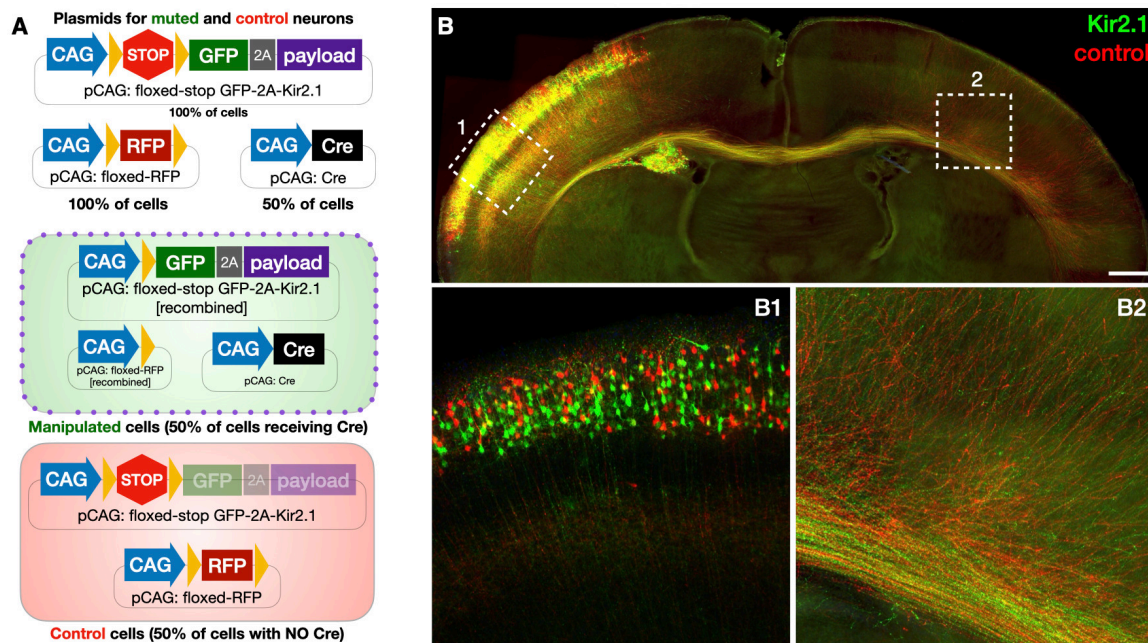 A
Plasmids for muted and control neurons
CAG STOP GFP 2A payload
pCAG: floxed-stop GFP-2A-Kir2.1
100% of cells
CAG RFP CAG Cre
pCAG: floxed-RFP pCAG: Cre
100% of cells 50% of cells
CAG GFP 2A payload
pCAG: floxed-stop GFP-2A-Kir2.1
[recombined]
CAG CAG Cre
pCAG: floxed-RFP
[recombined]
pCAG: Cre
Manipulated cells (50% of cells receiving Cre)
CAG STOP GFP 2A payload
pCAG: floxed-stop GFP-2A-Kir2.1
CAG RFP
pCAG: floxed-RFP
Control cells (50% of cells with NO Cre)
B
Kir2.1
control
1
2
B1
B2